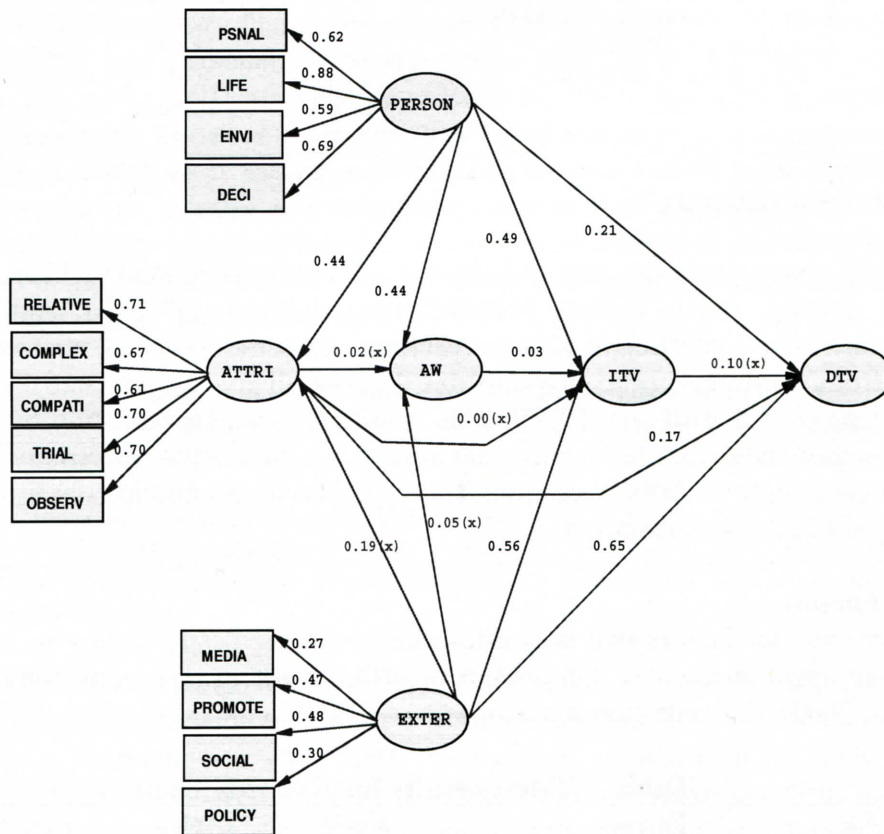 PSNAL
0.62
LIFE
0.88
PERSON
ENVI
0.59
0.69
DECI
0.44
0.44
0.49
0.21
RELATIVE
0.71
COMPLEX
0.67
COMPATI
0.61
0.70
TRIAL
0.70
OBSERV
ATTRI
0.02(x)
AW
0.03
ITV
0.10(x)
DTV
0.00(x)
0.17
0.19(x)
0.05(x)
0.56
0.65
MEDIA
0.27
PROMOTE
0.47
0.48
EXTER
SOCIAL
0.30
POLICY